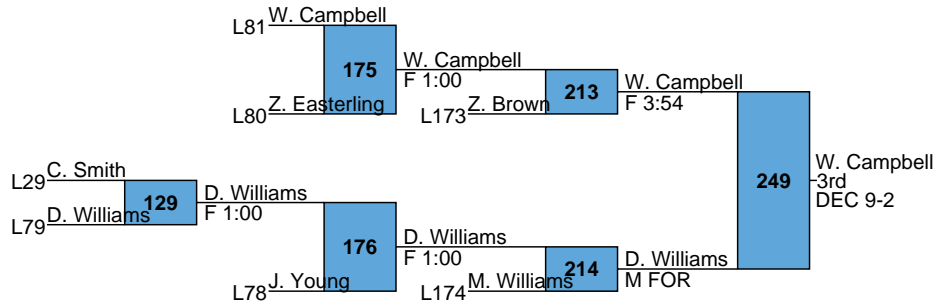 W. Campbell
L81
175
W. Campbell
F 1:00
L80
Z. Easterling
213
W. Campbell
F 3:54
L173
Z. Brown
C. Smith
L29
129
D. Williams
F 1:00
L79
D. Williams
249
W. Campbell
3rd
DEC 9-2
176
D. Williams
F 1:00
L78
J. Young
214
D. Williams
M FOR
L174
M. Williams